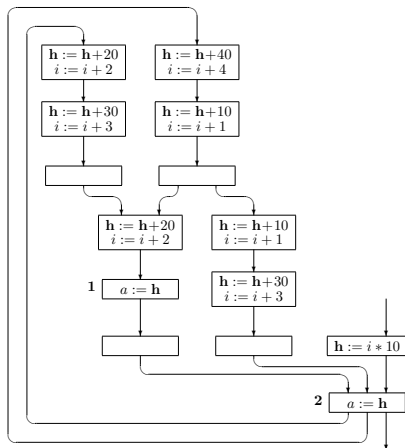 h := h+20
i := i + 2
h := h+40
i := i + 4
h := h+30
i := i + 3
h := h+10
i := i + 1
h := h+20
i := i + 2
h := h+10
i := i + 1
1 a := h
h := h+30
i := i + 3
h := i ∗ 10
2 a := h